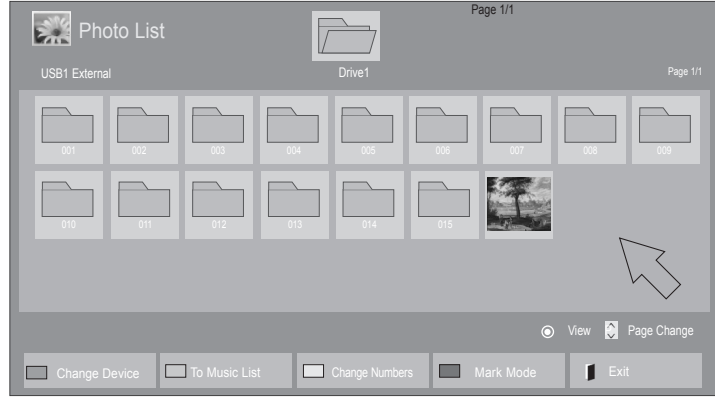 Page 1/1
Photo List
USB1 External
Drive1
Page 1/1
001 002 003 004 005 006 007 008 009
010 011 012 013 014 015
View Page Change
Change Device To Music List Change Numbers Mark Mode Exit